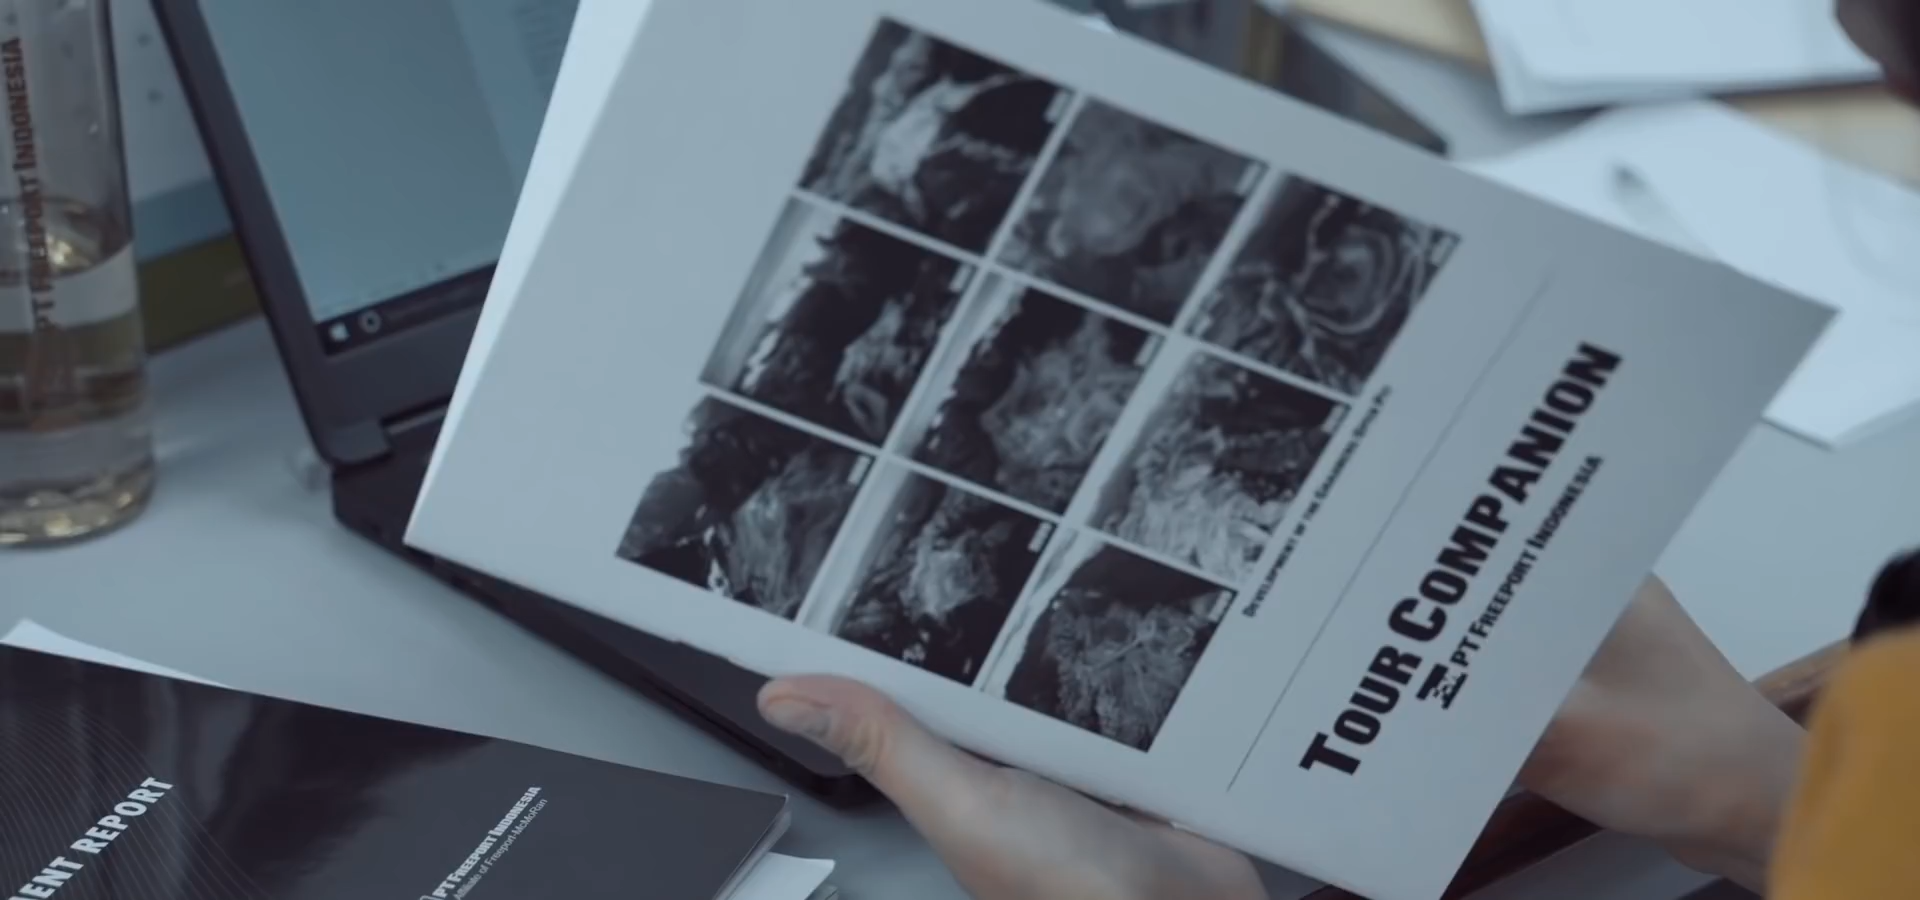 TOUR COMPANION
PT FREEPORT INDONESIA
DEVELOPMENT OF THE GRASBERG OPEN PIT
PT FREEPORT INDONESIA
MENT REPORT
PT FREEPORT INDONESIA
Affiliate of Freeport-McMoRan